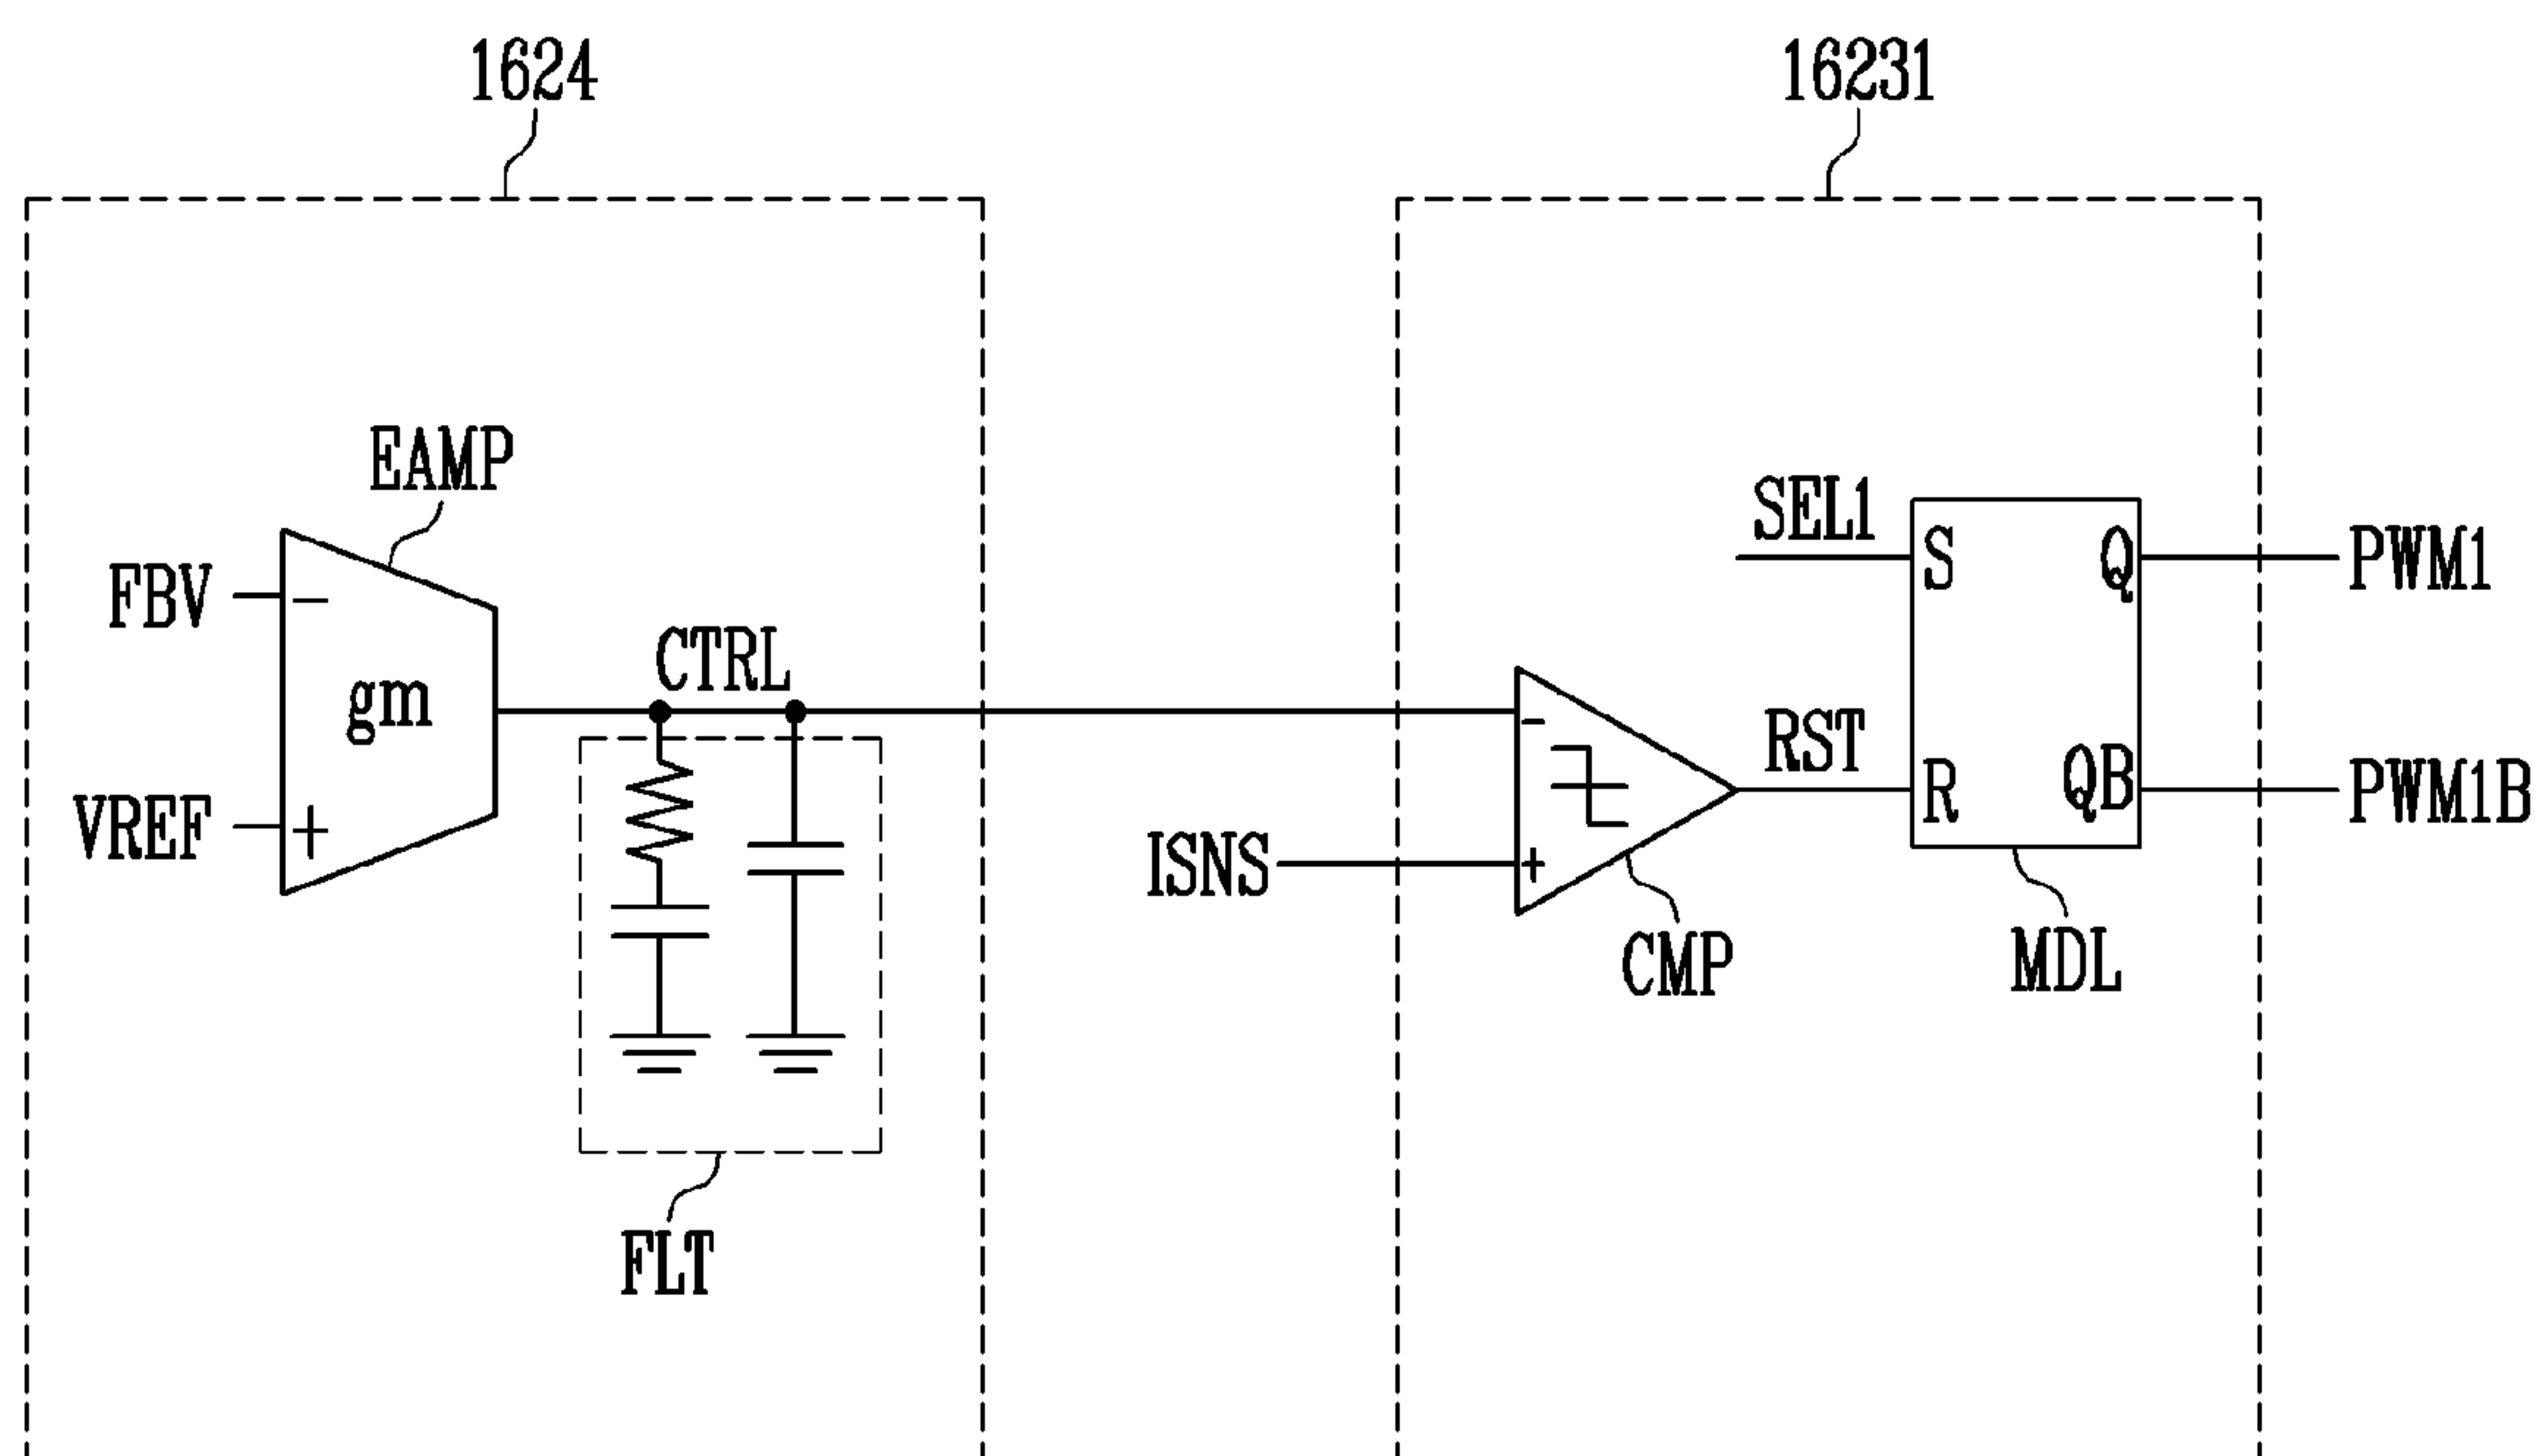 1624
16231
EAMP
FBV
−
gm
VREF
+
CTRL
FLT
ISNS
-
+
CMP
SEL1
RST
S
Q
R
QB
MDL
PWM1
PWM1B